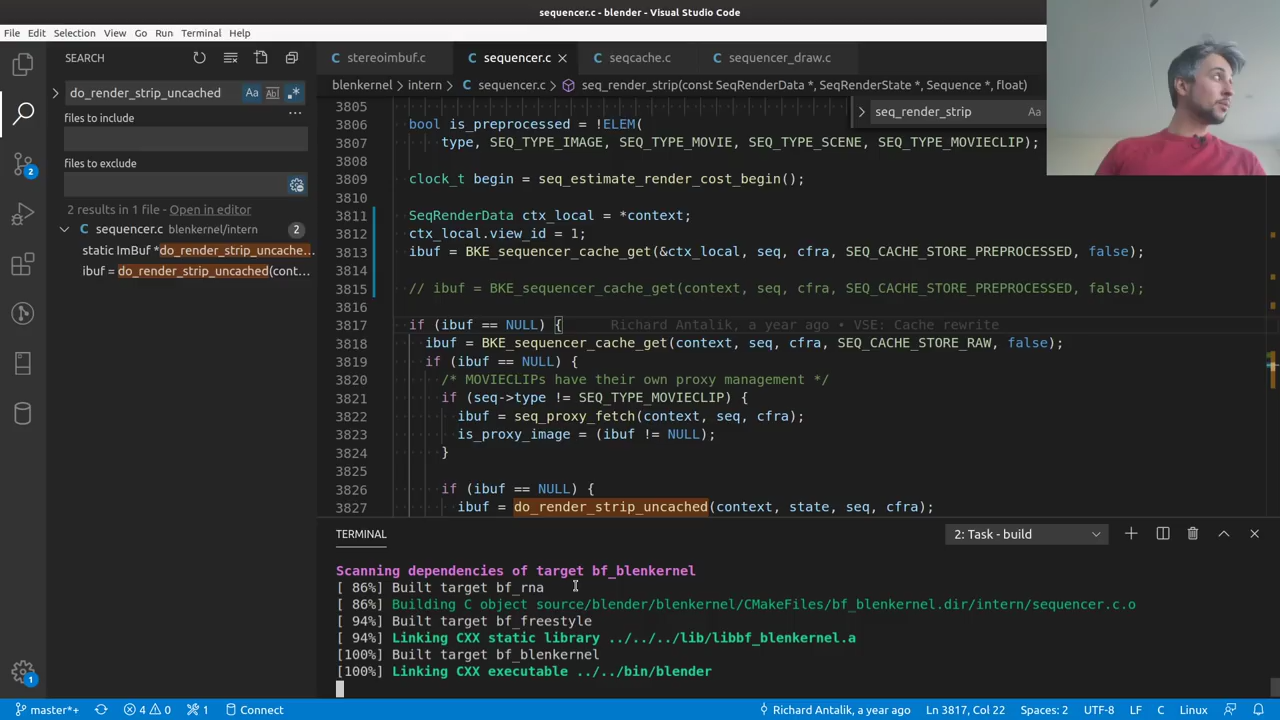 sequencer.c - blender - Visual Studio Code
File Edit Selection View Go Run Terminal Help
SEARCH
do_render_strip_uncached
Aa
Ab|
.*
files to include
...
files to exclude
2 results in 1 file - Open in editor
sequencer.c blenkernel/intern 2
static ImBuf *do_render_strip_uncache...
ibuf = do_render_strip_uncached(cont...
stereoimbuf.c
sequencer.c
seqcache.c
sequencer_draw.c
blenkernel > intern > sequencer.c > seq_render_strip(const SeqRenderData *, SeqRenderState *, Sequence *, float)
seq_render_strip
Aa
3805
3806 bool is_preprocessed = !ELEM(
3807 type, SEQ_TYPE_IMAGE, SEQ_TYPE_MOVIE, SEQ_TYPE_SCENE, SEQ_TYPE_MOVIECLIP);
3808
3809 clock_t begin = seq_estimate_render_cost_begin();
3810
3811 SeqRenderData ctx_local = *context;
3812 ctx_local.view_id = 1;
3813 ibuf = BKE_sequencer_cache_get(&ctx_local, seq, cfra, SEQ_CACHE_STORE_PREPROCESSED, false);
3814
3815 // ibuf = BKE_sequencer_cache_get(context, seq, cfra, SEQ_CACHE_STORE_PREPROCESSED, false);
3816
3817 if (ibuf == NULL) { Richard Antalik, a year ago • VSE: Cache rewrite
3818 ibuf = BKE_sequencer_cache_get(context, seq, cfra, SEQ_CACHE_STORE_RAW, false);
3819 if (ibuf == NULL) {
3820 /* MOVIECLIPs have their own proxy management */
3821 if (seq->type != SEQ_TYPE_MOVIECLIP) {
3822 ibuf = seq_proxy_fetch(context, seq, cfra);
3823 is_proxy_image = (ibuf != NULL);
3824 }
3825
3826 if (ibuf == NULL) {
3827 ibuf = do_render_strip_uncached(context, state, seq, cfra);
TERMINAL
2: Task - build
Scanning dependencies of target bf_blenkernel
[ 86%] Built target bf_rna
[ 86%] Building C object source/blender/blenkernel/CMakeFiles/bf_blenkernel.dir/intern/sequencer.c.o
[ 94%] Built target bf_freestyle
[ 94%] Linking CXX static library ../../../lib/libbf_blenkernel.a
[100%] Built target bf_blenkernel
[100%] Linking CXX executable ../../bin/blender
2
1
master*+ 4 0 1 Connect Richard Antalik, a year ago Ln 3817, Col 22 Spaces: 2 UTF-8 LF C Linux